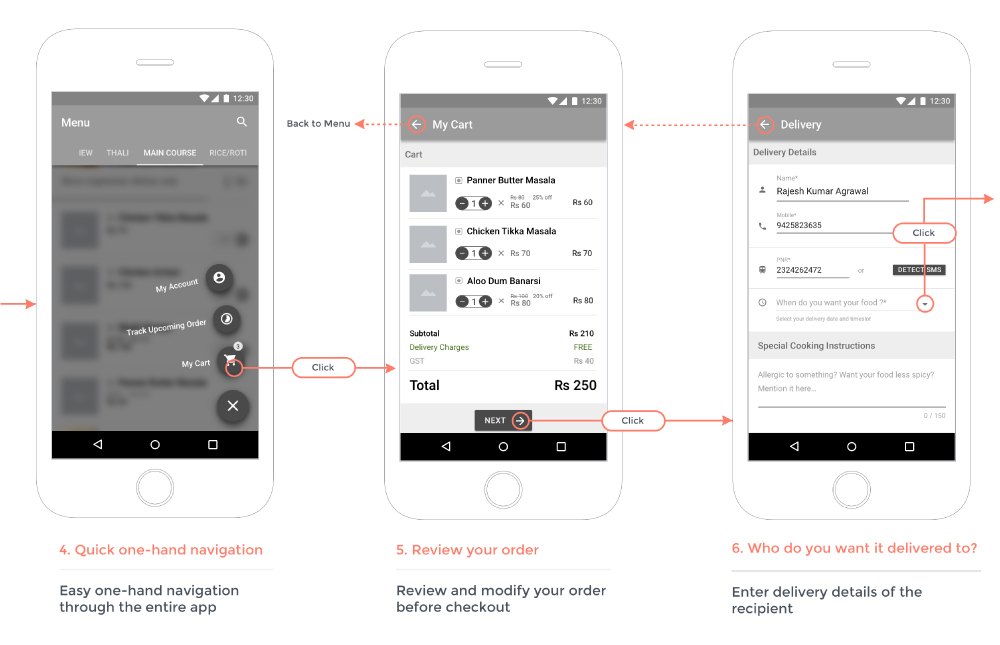 12:30
Menu
IEW THALI MAIN COURSE RICE/ROTI
My Account
Track Upcoming Order
3
My Cart
Click
4. Quick one-hand navigation
Easy one-hand navigation
through the entire app
Back to Menu
12:30
My Cart
Cart
Panner Butter Masala
1 × Rs 80 25% off
Rs 60
Rs 60
Chicken Tikka Masala
1 × Rs 70
Rs 70
Aloo Dum Banarsi
1 × Rs 100 20% off
Rs 80
Rs 80
Subtotal Rs 210
Delivery Charges FREE
GST Rs 40
Total Rs 250
NEXT
Click
5. Review your order
Review and modify your order
before checkout
12:30
Delivery
Delivery Details
Name*
Rajesh Kumar Agrawal
Mobile*
9425823635
Click
PNR*
2324262472 or DETECT SMS
When do you want your food ?*
Select your delivery date and timeslot
Special Cooking Instructions
Allergic to something? Want your food less spicy?
Mention it here...
0 / 150
6. Who do you want it delivered to?
Enter delivery details of the
recipient